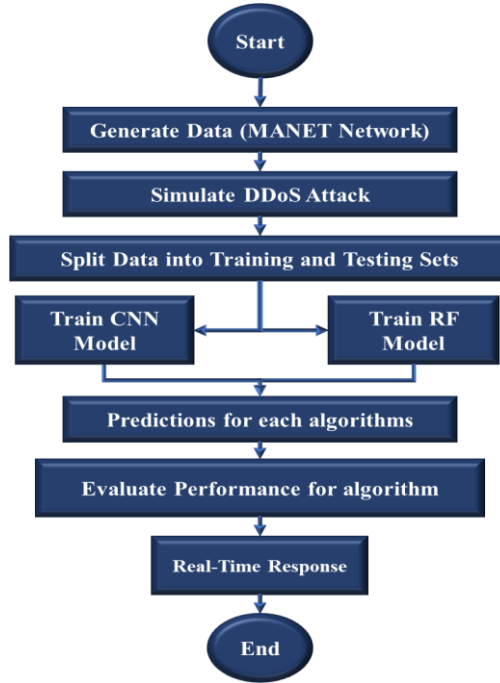 Start
Generate Data (MANET Network)
Simulate DDoS Attack
Split Data into Training and Testing Sets
Train CNN
Model
Train RF
Model
Predictions for each algorithms
Evaluate Performance for algorithm
Real-Time Response
End